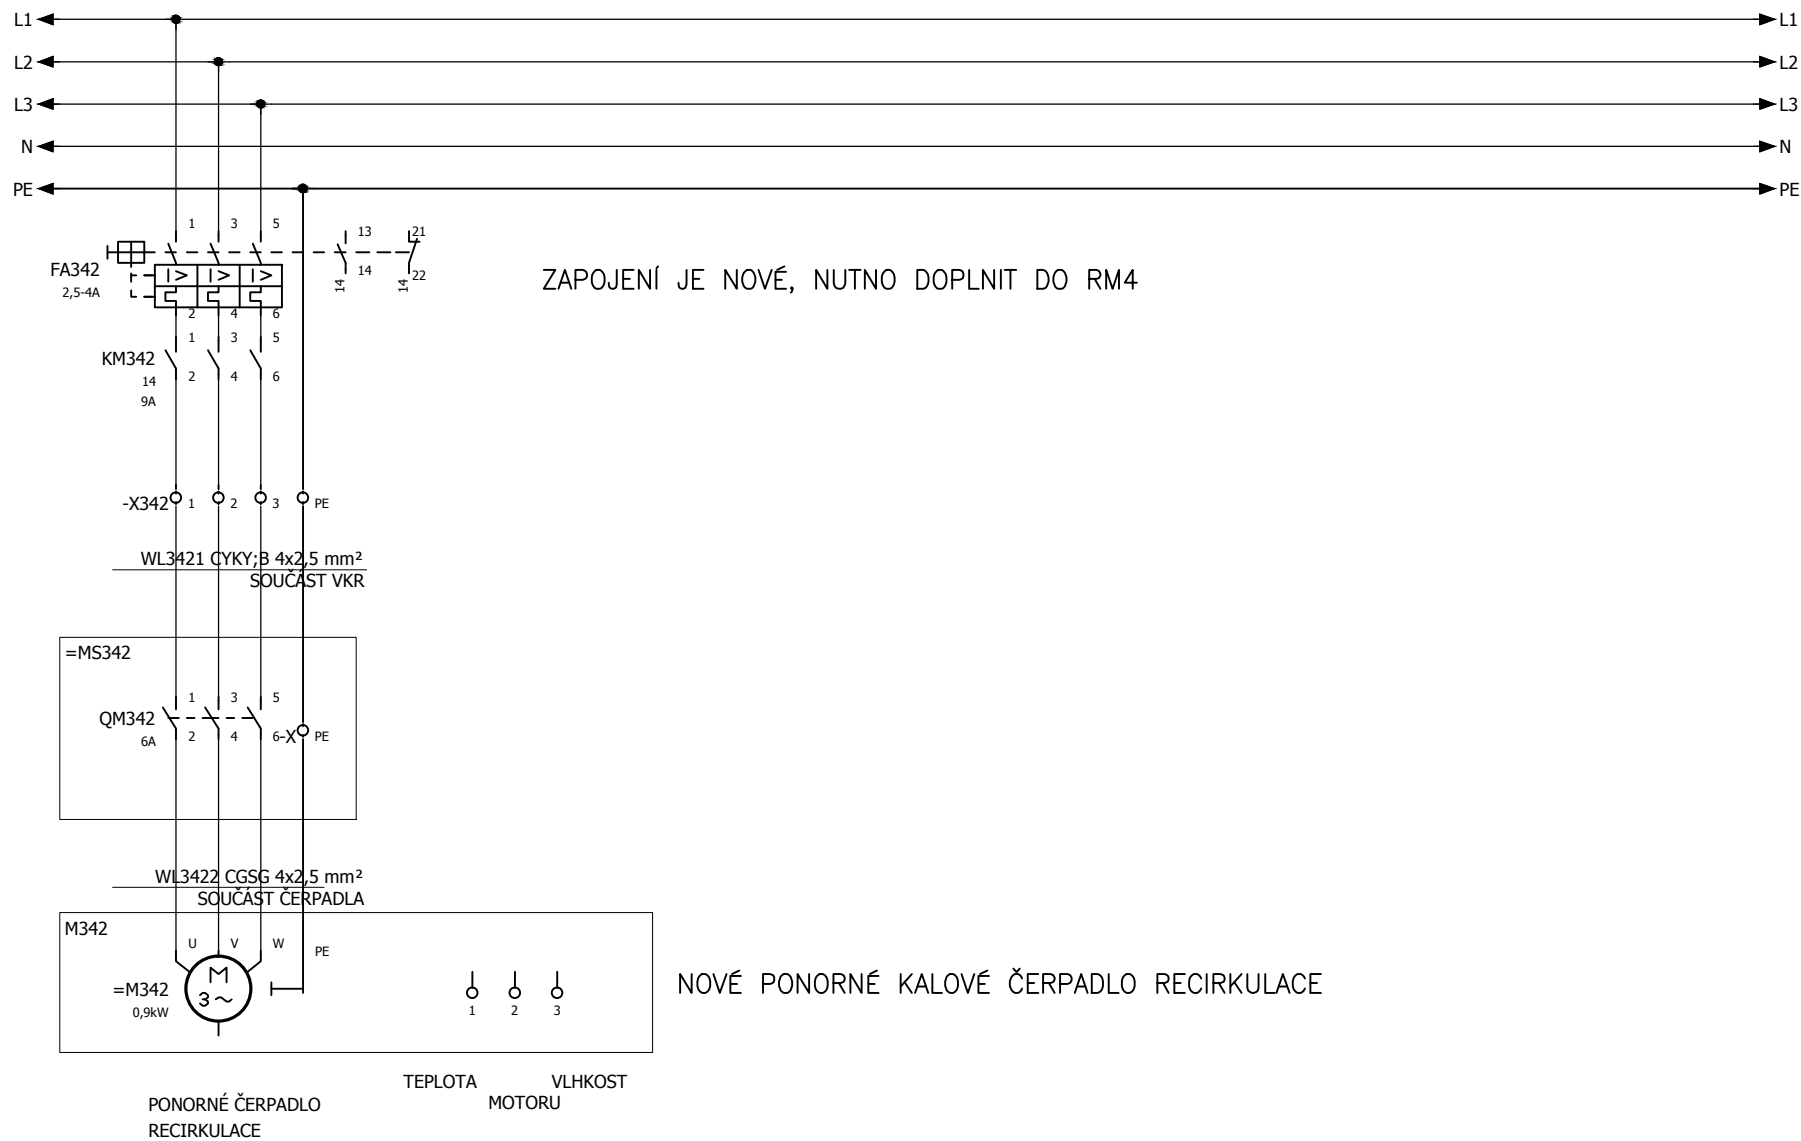 L1 L1
L2 L2
L3 L3
N N
PE PE
1 3 5 13 21
FA342 14 22
2,5-4A 14 14
ZAPOJENÍ JE NOVÉ, NUTNO DOPLNIT DO RM4
2 4 6
1 3 5
KM342
14 2 4 6
9A
-X342 1 2 3 PE
WL3421 CYKY;B 4x2,5 mm²
SOUČÁST VKR
=MS342
1 3 5
QM342
6A 2 4 6 -X PE
WL3422 CGSG 4x2,5 mm²
SOUČÁST ČERPADLA
M342
U V W PE
M
3~
=M342
0,9kW
1 2 3
NOVÉ PONORNÉ KALOVÉ ČERPADLO RECIRKULACE
TEPLOTA VLHKOST
MOTORU
PONORNÉ ČERPADLO
RECIRKULACE